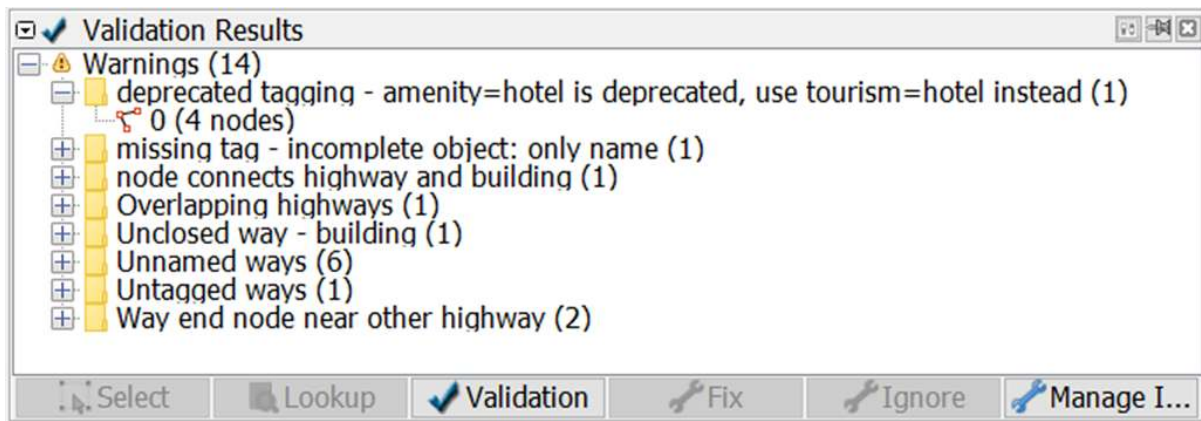 Validation Results
Warnings (14)
deprecated tagging - amenity=hotel is deprecated, use tourism=hotel instead (1)
0 (4 nodes)
missing tag - incomplete object: only name (1)
node connects highway and building (1)
Overlapping highways (1)
Unclosed way - building (1)
Unnamed ways (6)
Untagged ways (1)
Way end node near other highway (2)
Select Lookup Validation Fix Ignore Manage I...